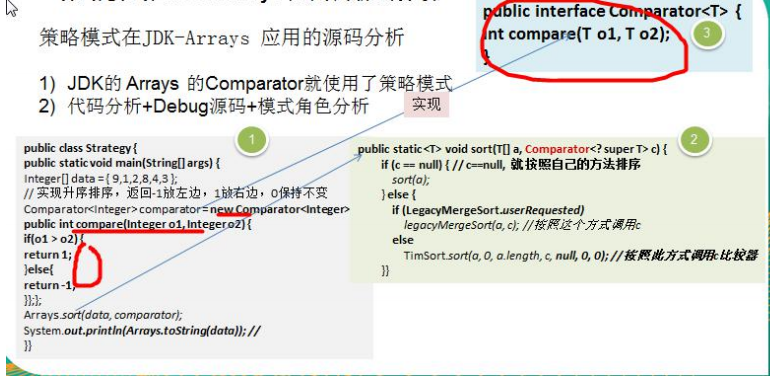 策略模式在JDK-Arrays 应用的源码分析
1) JDK的 Arrays 的Comparator就使用了策略模式
2) 代码分析+Debug源码+模式角色分析
实现
public interface Comparator<T> {
int compare(T o1, T o2);
}
3
1
public class Strategy {
public static void main(String[] args) {
Integer[] data = { 9,1,2,8,4,3 };
// 实现升序排序，返回-1放左边，1放右边，0保持不变
Comparator<Integer> comparator = new Comparator<Integer>
public int compare(Integer o1, Integer o2) {
if(o1 > o2) {
return 1;
}else{
return -1;
}};};
Arrays.sort(data, comparator);
System.out.println(Arrays.toString(data)); //
}}
2
public static<T> void sort(T[] a, Comparator<? super T> c) {
if (c == null) { // c==null, 就按照自己的方法排序
sort(a);
} else {
if (LegacyMergeSort.userRequested)
legacyMergeSort(a, c); //按照这个方式调用c
else
TimSort.sort(a, 0, a.length, c, null, 0, 0); //按照此方式调用c比较器
}}